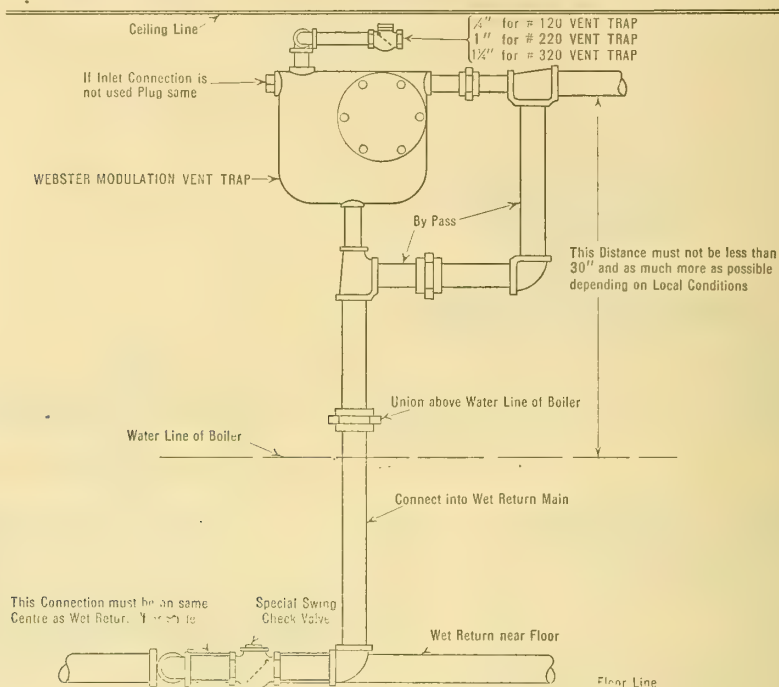 Ceiling Line
" for # 120 VENT TRAP
1" for # 220 VENT TRAP
1¼" for # 320 VENT TRAP
If Inlet Connection is
not used Plug same
WEBSTER MODULATION VENT TRAP
By Pass
This Distance must not be less than
30" and as much more as possible
depending on Local Conditions
Union above Water Line of Boiler
Water Line of Boiler
Connect into Wet Return Main
This Connection must be on same
Centre as Wet Return
Special Swing
Check Valve
Wet Return near Floor
Floor Line